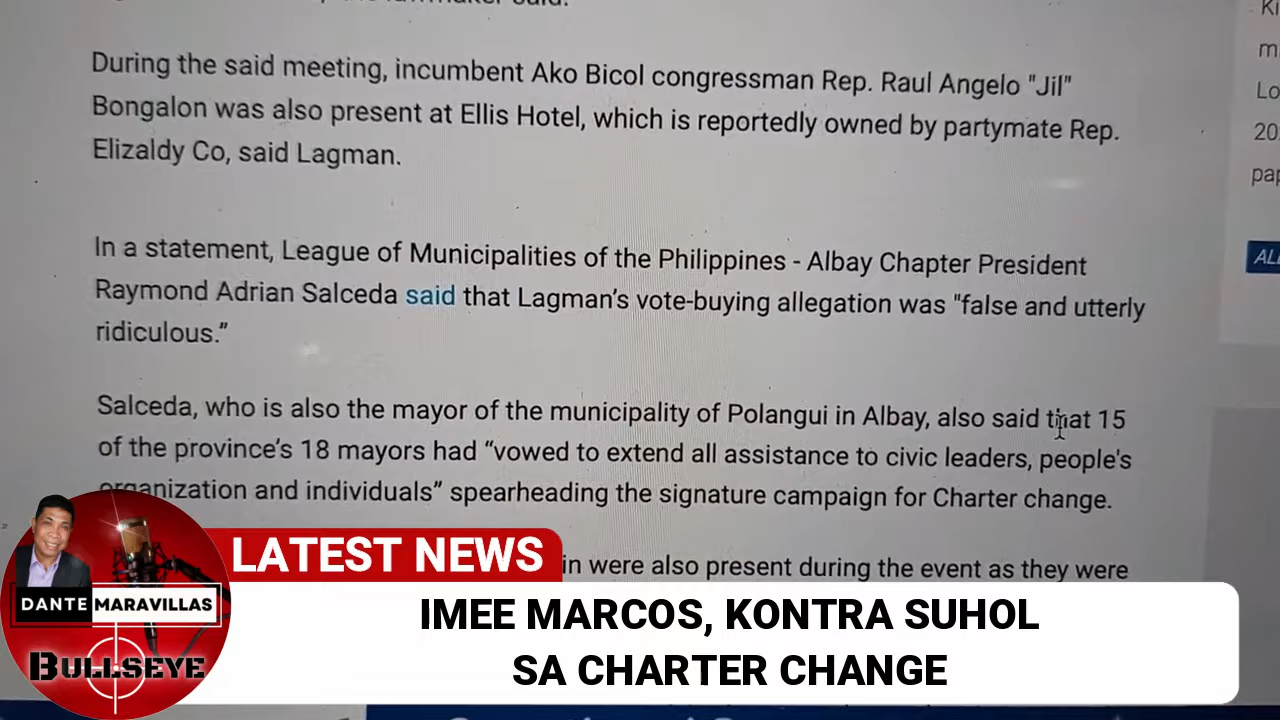 During the said meeting, incumbent Ako Bicol congressman Rep. Raul Angelo "Jil"
Bongalon was also present at Ellis Hotel, which is reportedly owned by partymate Rep.
Elizaldy Co, said Lagman.
In a statement, League of Municipalities of the Philippines - Albay Chapter President
Raymond Adrian Salceda said that Lagman's vote-buying allegation was "false and utterly
ridiculous.”
Salceda, who is also the mayor of the municipality of Polangui in Albay, also said that 15
of the province's 18 mayors had “vowed to extend all assistance to civic leaders, people's
organization and individuals” spearheading the signature campaign for Charter change.
in were also present during the event as they were
LATEST NEWS
IMEE MARCOS, KONTRA SUHOL
SA CHARTER CHANGE
DANTE MARAVILLAS
BULLSEYE